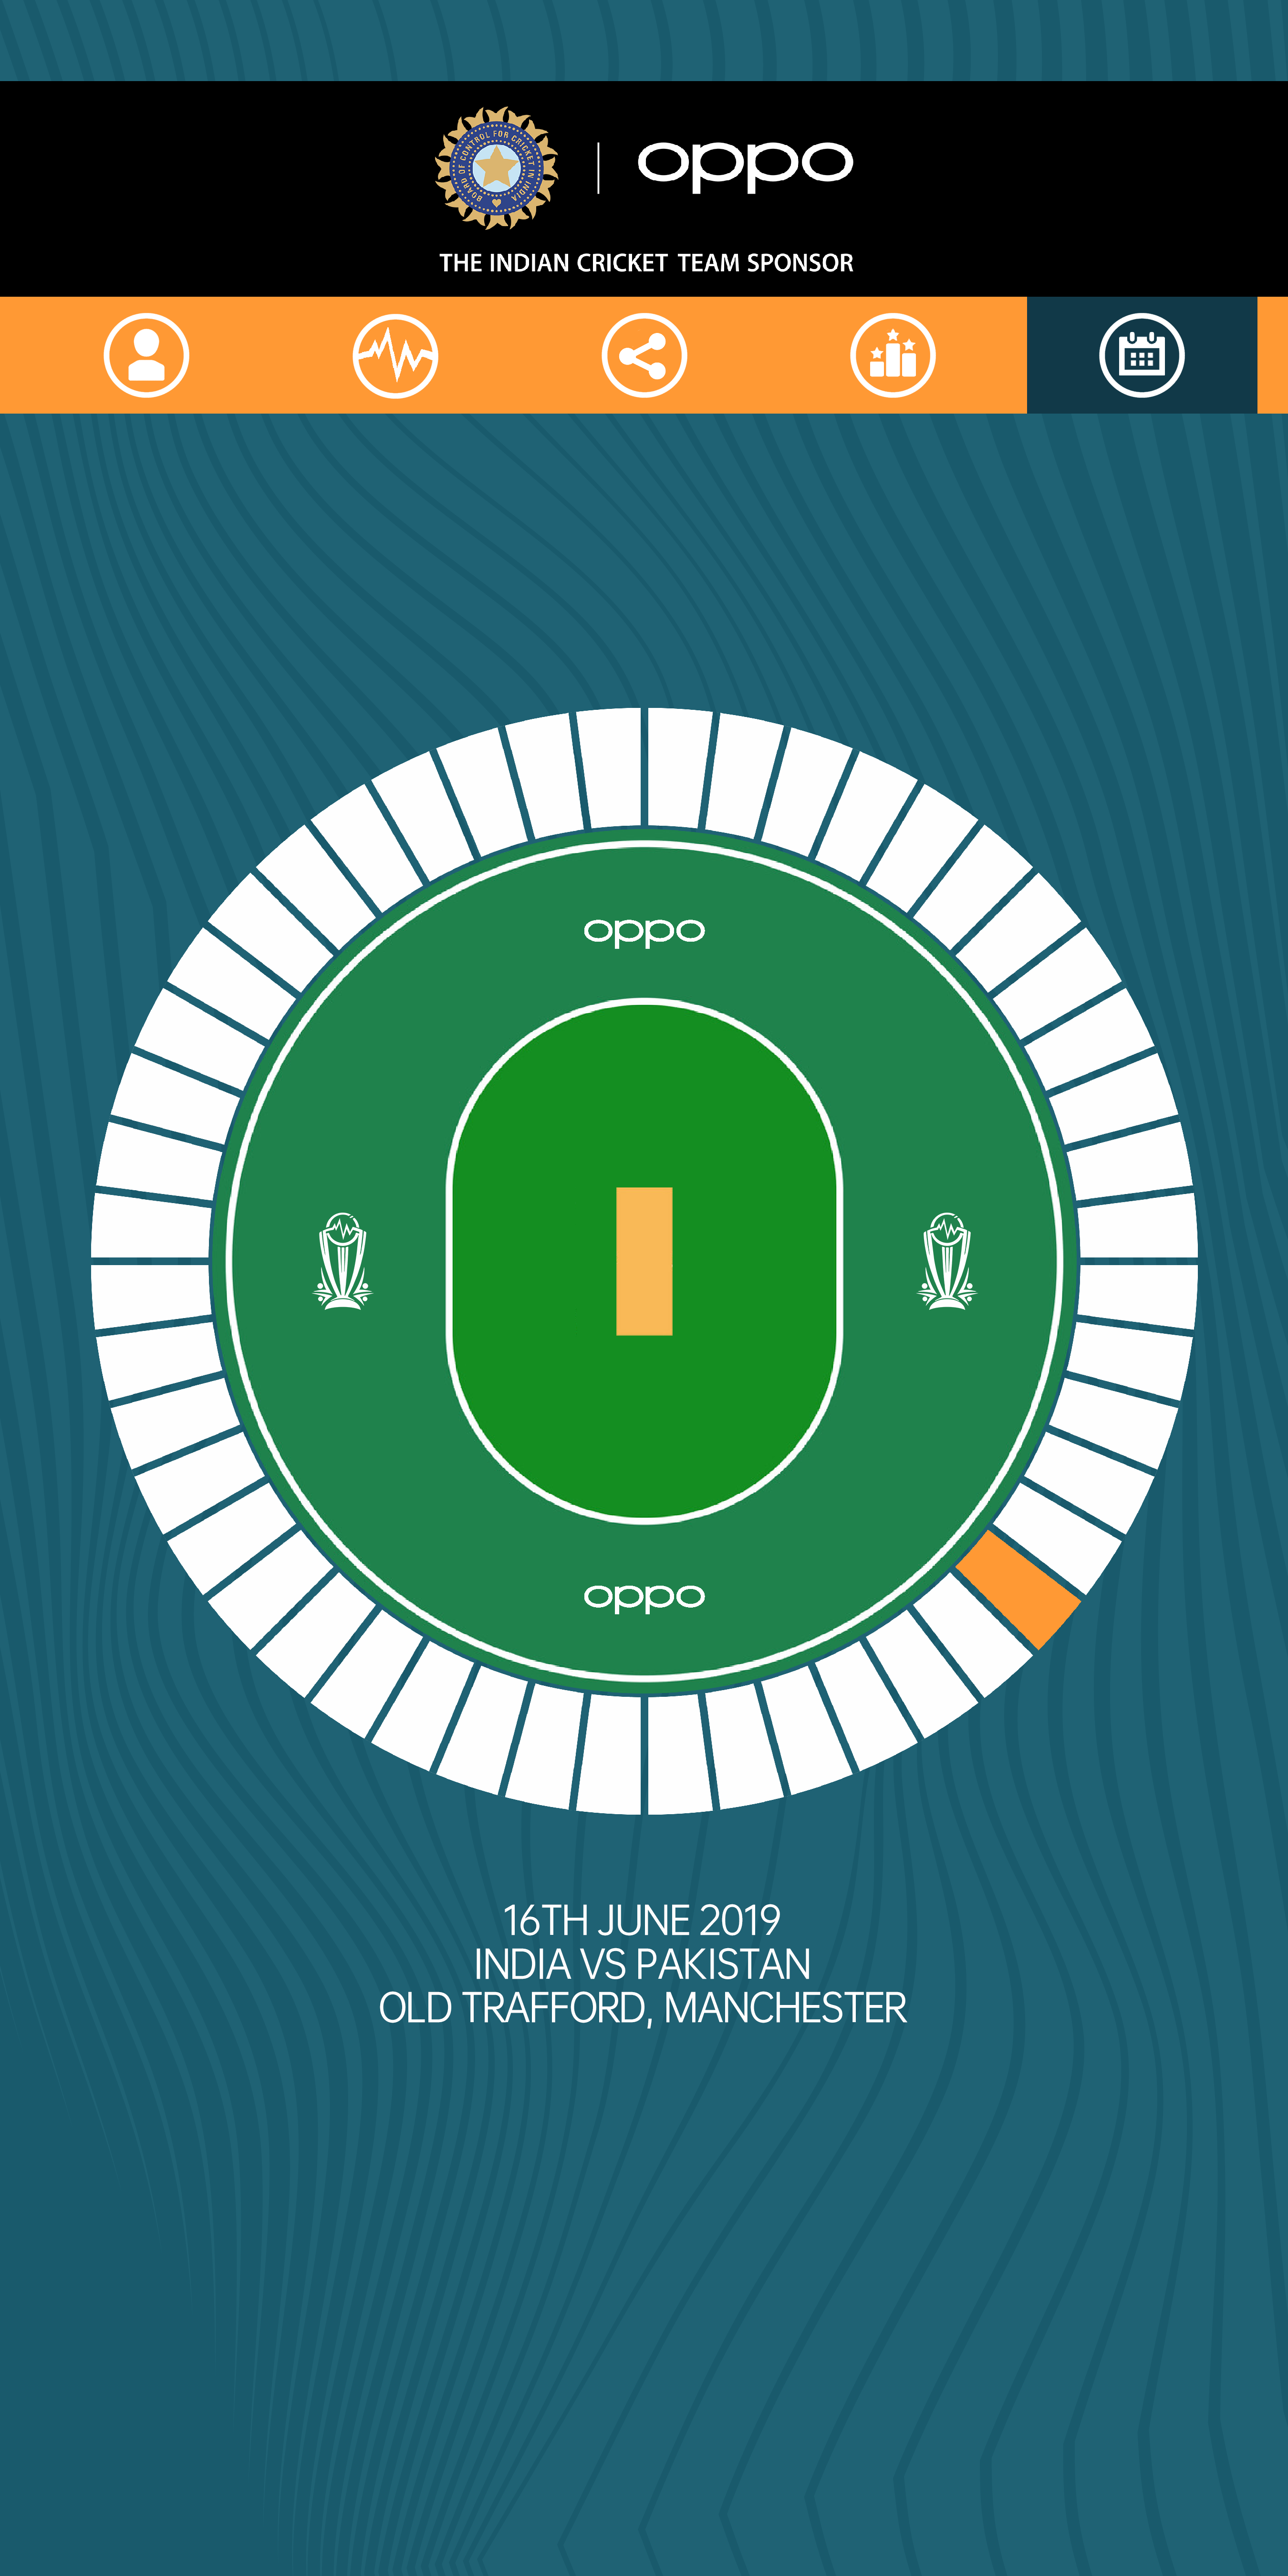 BOARD OF CONTROL FOR CRICKET IN INDIA
oppo
THE INDIAN CRICKET TEAM SPONSOR
oppo
oppo
16TH JUNE 2019
INDIA VS PAKISTAN
OLD TRAFFORD, MANCHESTER